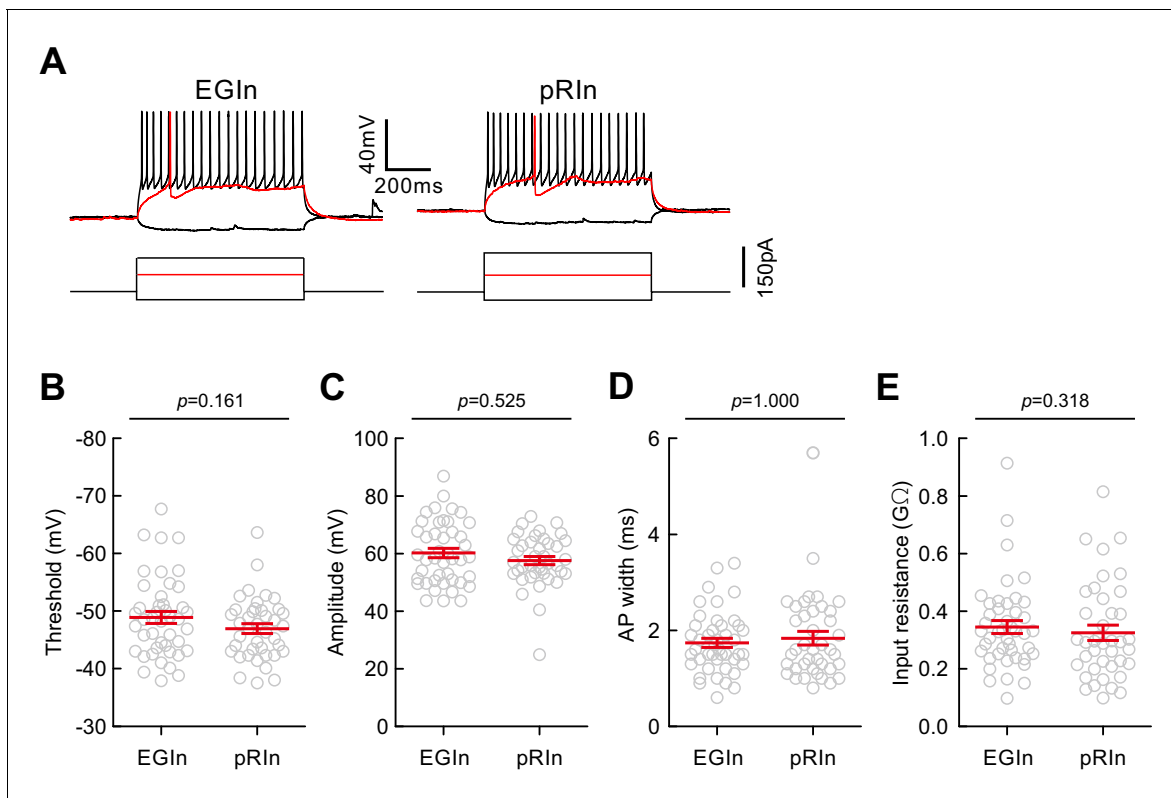 A
EGIn
pRIn
40mV
200ms
150pA
B
p=0.161
Threshold (mV)
-80
-70
-60
-50
-40
-30
EGIn
pRIn
C
p=0.525
Amplitude (mV)
100
80
60
40
20
0
EGIn
pRIn
D
p=1.000
AP width (ms)
6
4
2
0
EGIn
pRIn
E
p=0.318
Input resistance (GΩ)
1.0
0.8
0.6
0.4
0.2
0.0
EGIn
pRIn